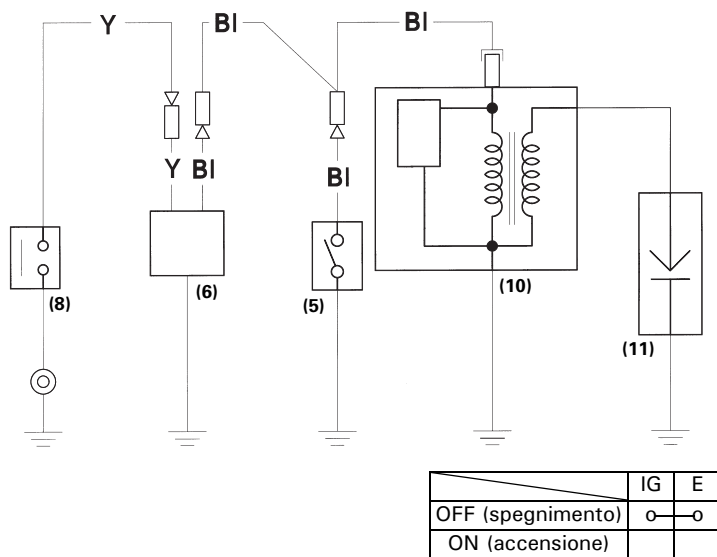 Y
Bl
Bl
Y
Bl
Bl
(8)
(6)
(5)
(10)
(11)
IG E
OFF (spegnimento) o o
ON (accensione)